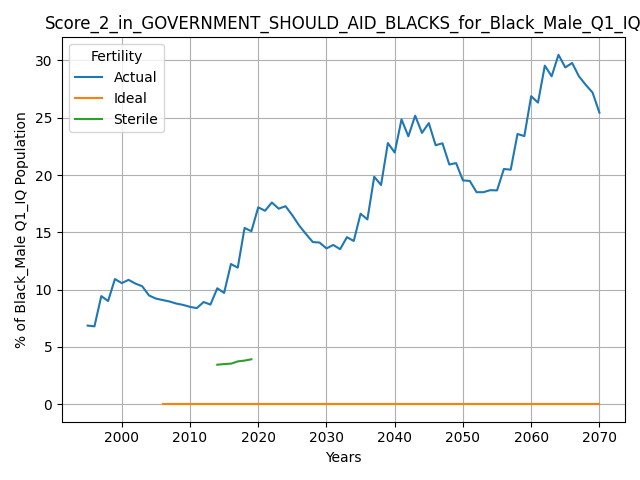 Score_2_in_GOVERNMENT_SHOULD_AID_BLACKS_for_Black_Male_Q1_IQ
% of Black_Male Q1_IQ Population
30
25
20
15
10
5
0
Fertility
Actual
Ideal
Sterile
2000 2010 2020 2030 2040 2050 2060 2070
Years